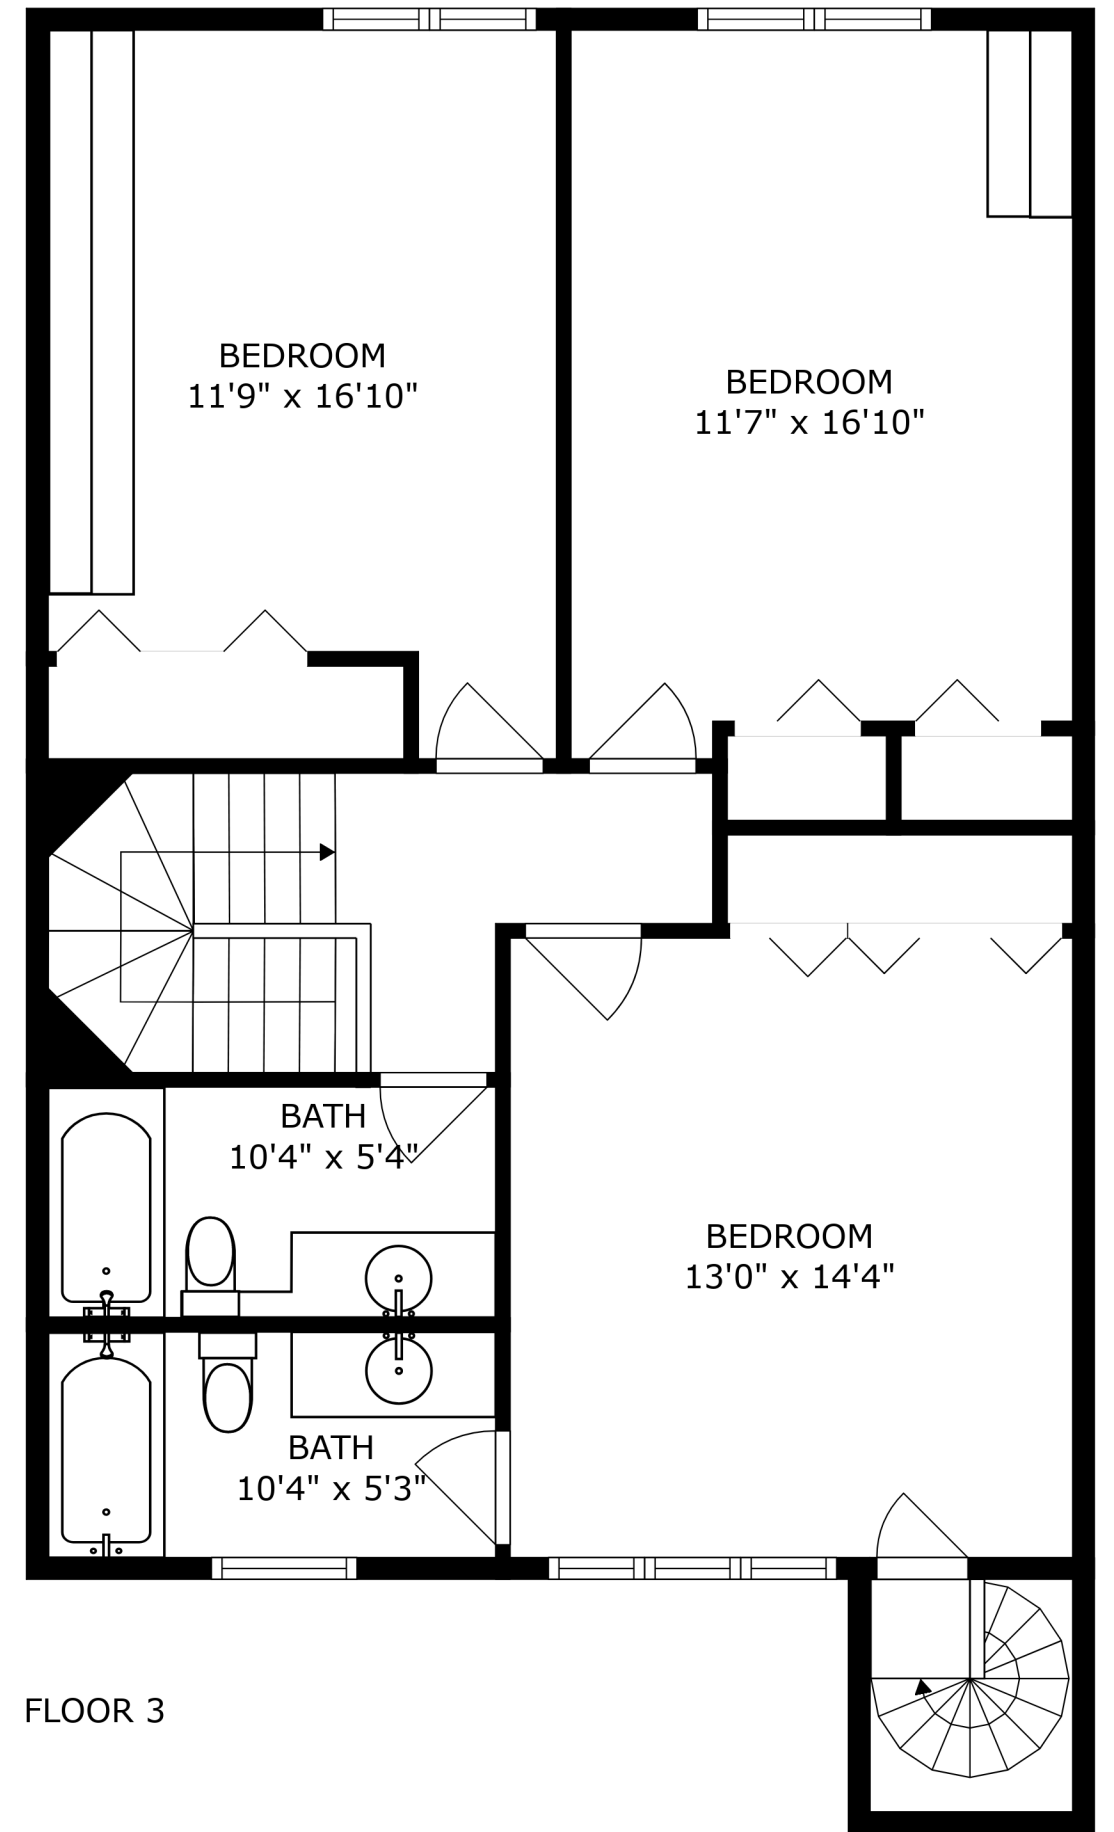 BEDROOM
11'9" x 16'10"
BEDROOM
11'7" x 16'10"
BATH
10'4" x 5'4"
BEDROOM
13'0" x 14'4"
BATH
10'4" x 5'3"
FLOOR 3